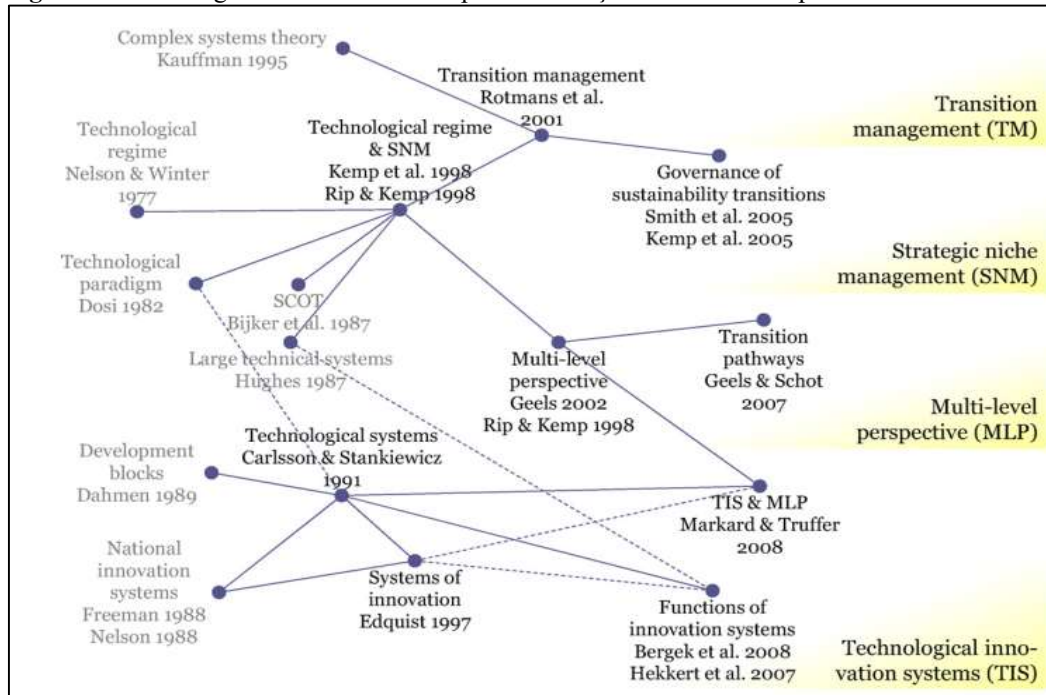 Complex systems theory
Kauffman 1995
Transition management
Rotmans et al.
2001
Transition
management (TM)
Technological
regime
Nelson & Winter
1977
Technological regime
& SNM
Kemp et al. 1998
Rip & Kemp 1998
Governance of
sustainability transitions
Smith et al. 2005
Kemp et al. 2005
Strategic niche
management (SNM)
Technological
paradigm
Dosi 1982
SCOT
Bijker et al. 1987
Large technical systems
Hughes 1987
Multi-level
perspective
Geels 2002
Rip & Kemp 1998
Transition
pathways
Geels & Schot
2007
Multi-level
perspective (MLP)
Development
blocks
Dahmen 1989
Technological systems
Carlsson & Stankiewicz
1991
TIS & MLP
Markard & Truffer
2008
National
innovation
systems
Freeman 1988
Nelson 1988
Systems of
innovation
Edquist 1997
Functions of
innovation systems
Bergek et al. 2008
Hekkert et al. 2007
Technological inno-
vation systems (TIS)